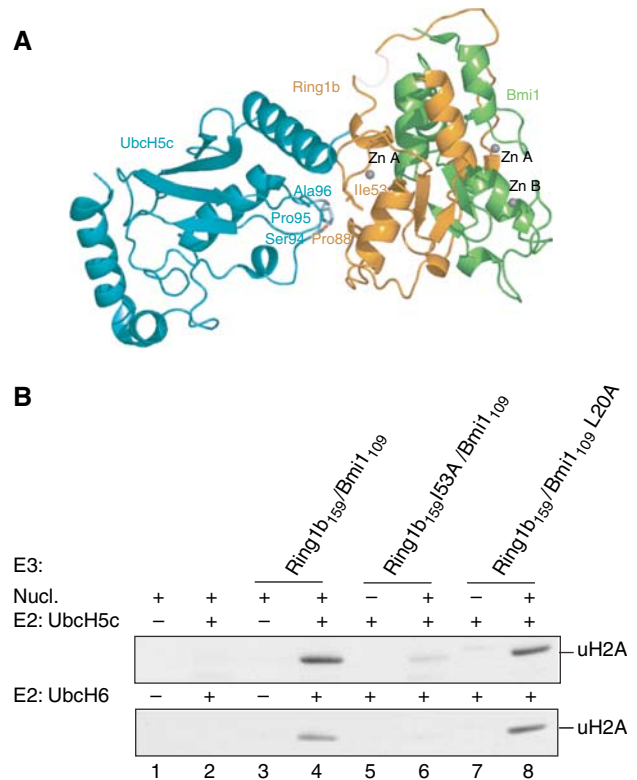 A
Ring1b
Bmi1
UbcH5c
Zn A
Zn A
Ala96
Ile53
Zn B
Pro95
Ser94 Pro88
B
Ring1b159/Bmi1109
Ring1b159I53A /Bmi1109
Ring1b159/Bmi1109 L20A
E3:
Nucl. + + + + − + − +
E2: UbcH5c − + − + + + + +
uH2A
E2: UbcH6 − + − + + + + +
uH2A
1 2 3 4 5 6 7 8